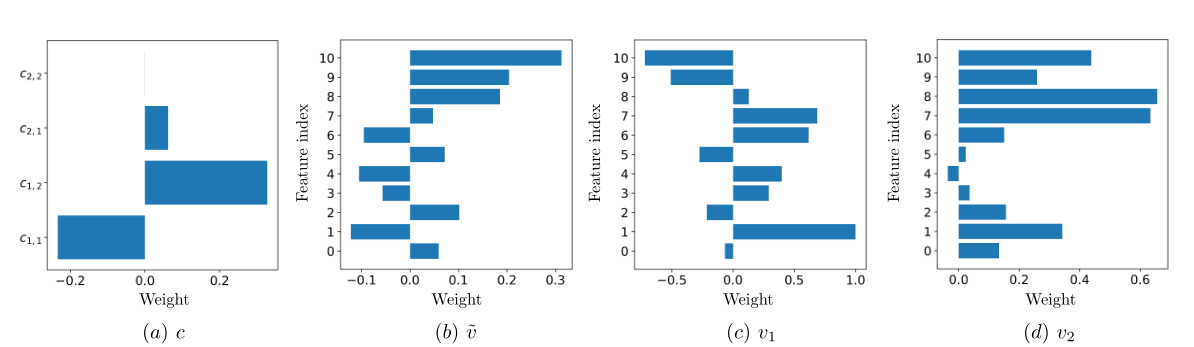 c2,2
c2,1
c1,2
c1,1
−0.2 0.0 0.2
Weight
(a) c
Feature index
10
9
8
7
6
5
4
3
2
1
0
−0.1 0.0 0.1 0.2 0.3
Weight
(b) ṽ
Feature index
10
9
8
7
6
5
4
3
2
1
0
−0.5 0.0 0.5 1.0
Weight
(c) v1
Feature index
10
9
8
7
6
5
4
3
2
1
0
0.0 0.2 0.4 0.6
Weight
(d) v2